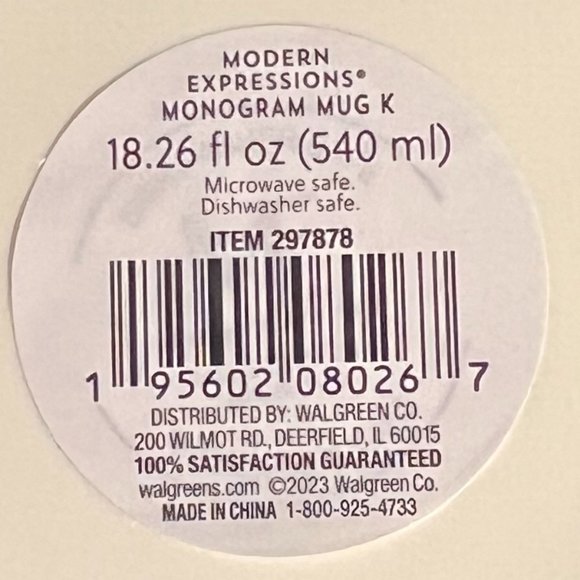 MODERN
EXPRESSIONS®
MONOGRAM MUG K
18.26 fl oz (540 ml)
Microwave safe.
Dishwasher safe.
ITEM 297878
1 95602 08026 7
DISTRIBUTED BY: WALGREEN CO.
200 WILMOT RD., DEERFIELD, IL 60015
100% SATISFACTION GUARANTEED
walgreens.com ©2023 Walgreen Co.
MADE IN CHINA 1-800-925-4733